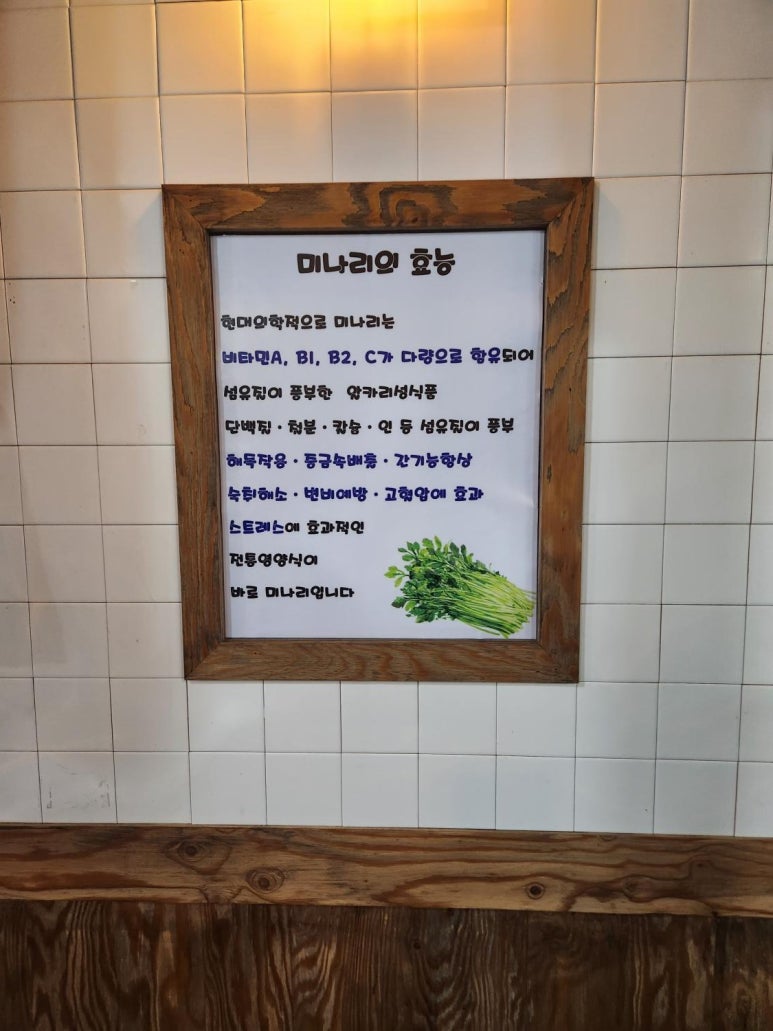 미나리의 효능
현대의학적으로 미나리는
비타민A, B1, B2, C가 다량으로 함유되어
섬유질이 풍부한 알카리성식품
단백질·철분·칼슘·인 등 섬유질이 풍부
해독작용·중금속배출·간기능향상
숙취해소·변비예방·고혈압에 효과
스트레스에 효과적인
전통영양식이
바로 미나리입니다